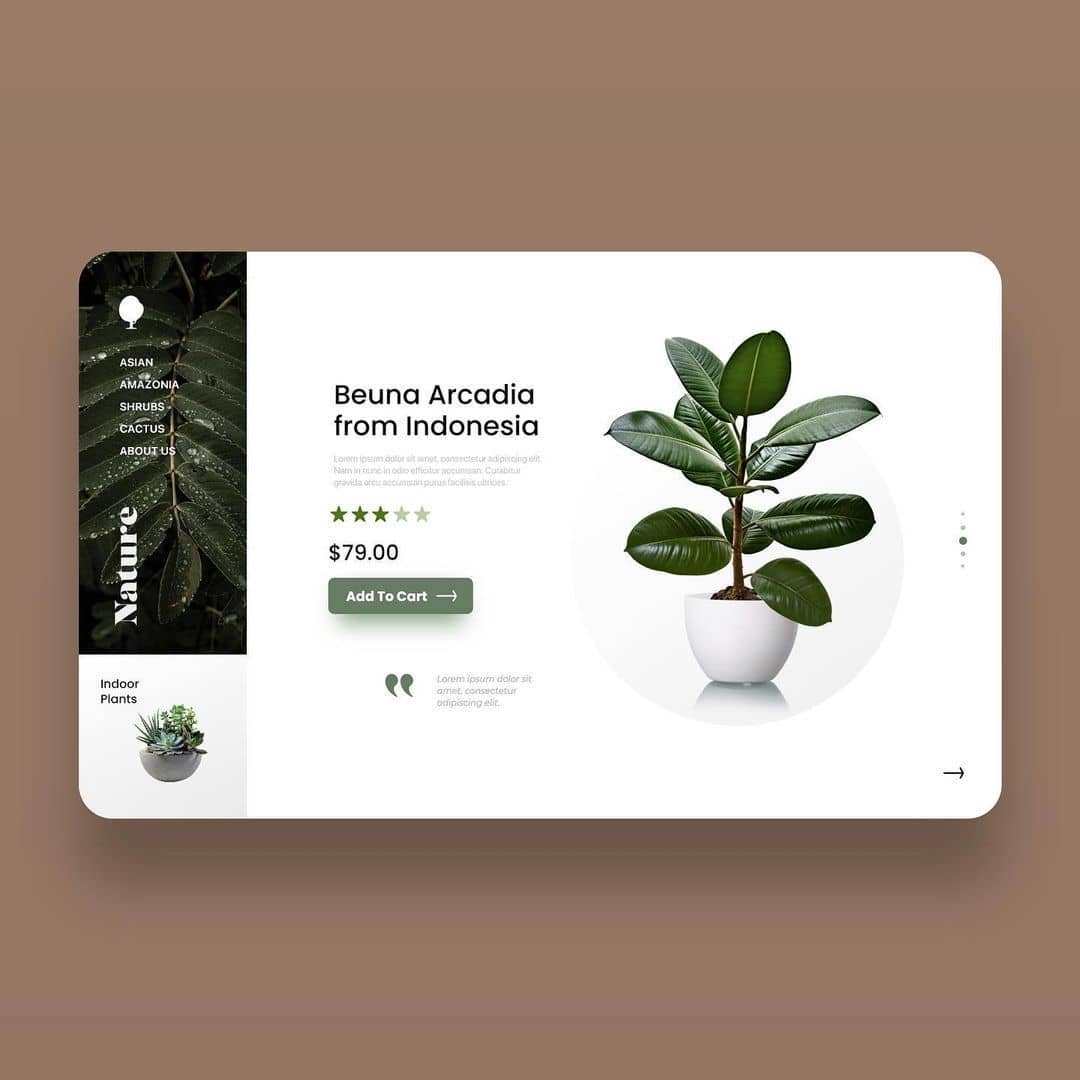 ASIAN
AMAZONIA
SHRUBS
CACTUS
ABOUT US
Nature
Indoor
Plants
Beuna Arcadia
from Indonesia
Lorem ipsum dolor sit amet, consectetur adipiscing elit.
Nam in nunc in odio efficitur accumsan. Curabitur
gravida arcu accumsan purus facilisis ultrices.
$79.00
Add To Cart
Lorem ipsum dolor sit
amet, consectetur
adipiscing elit.